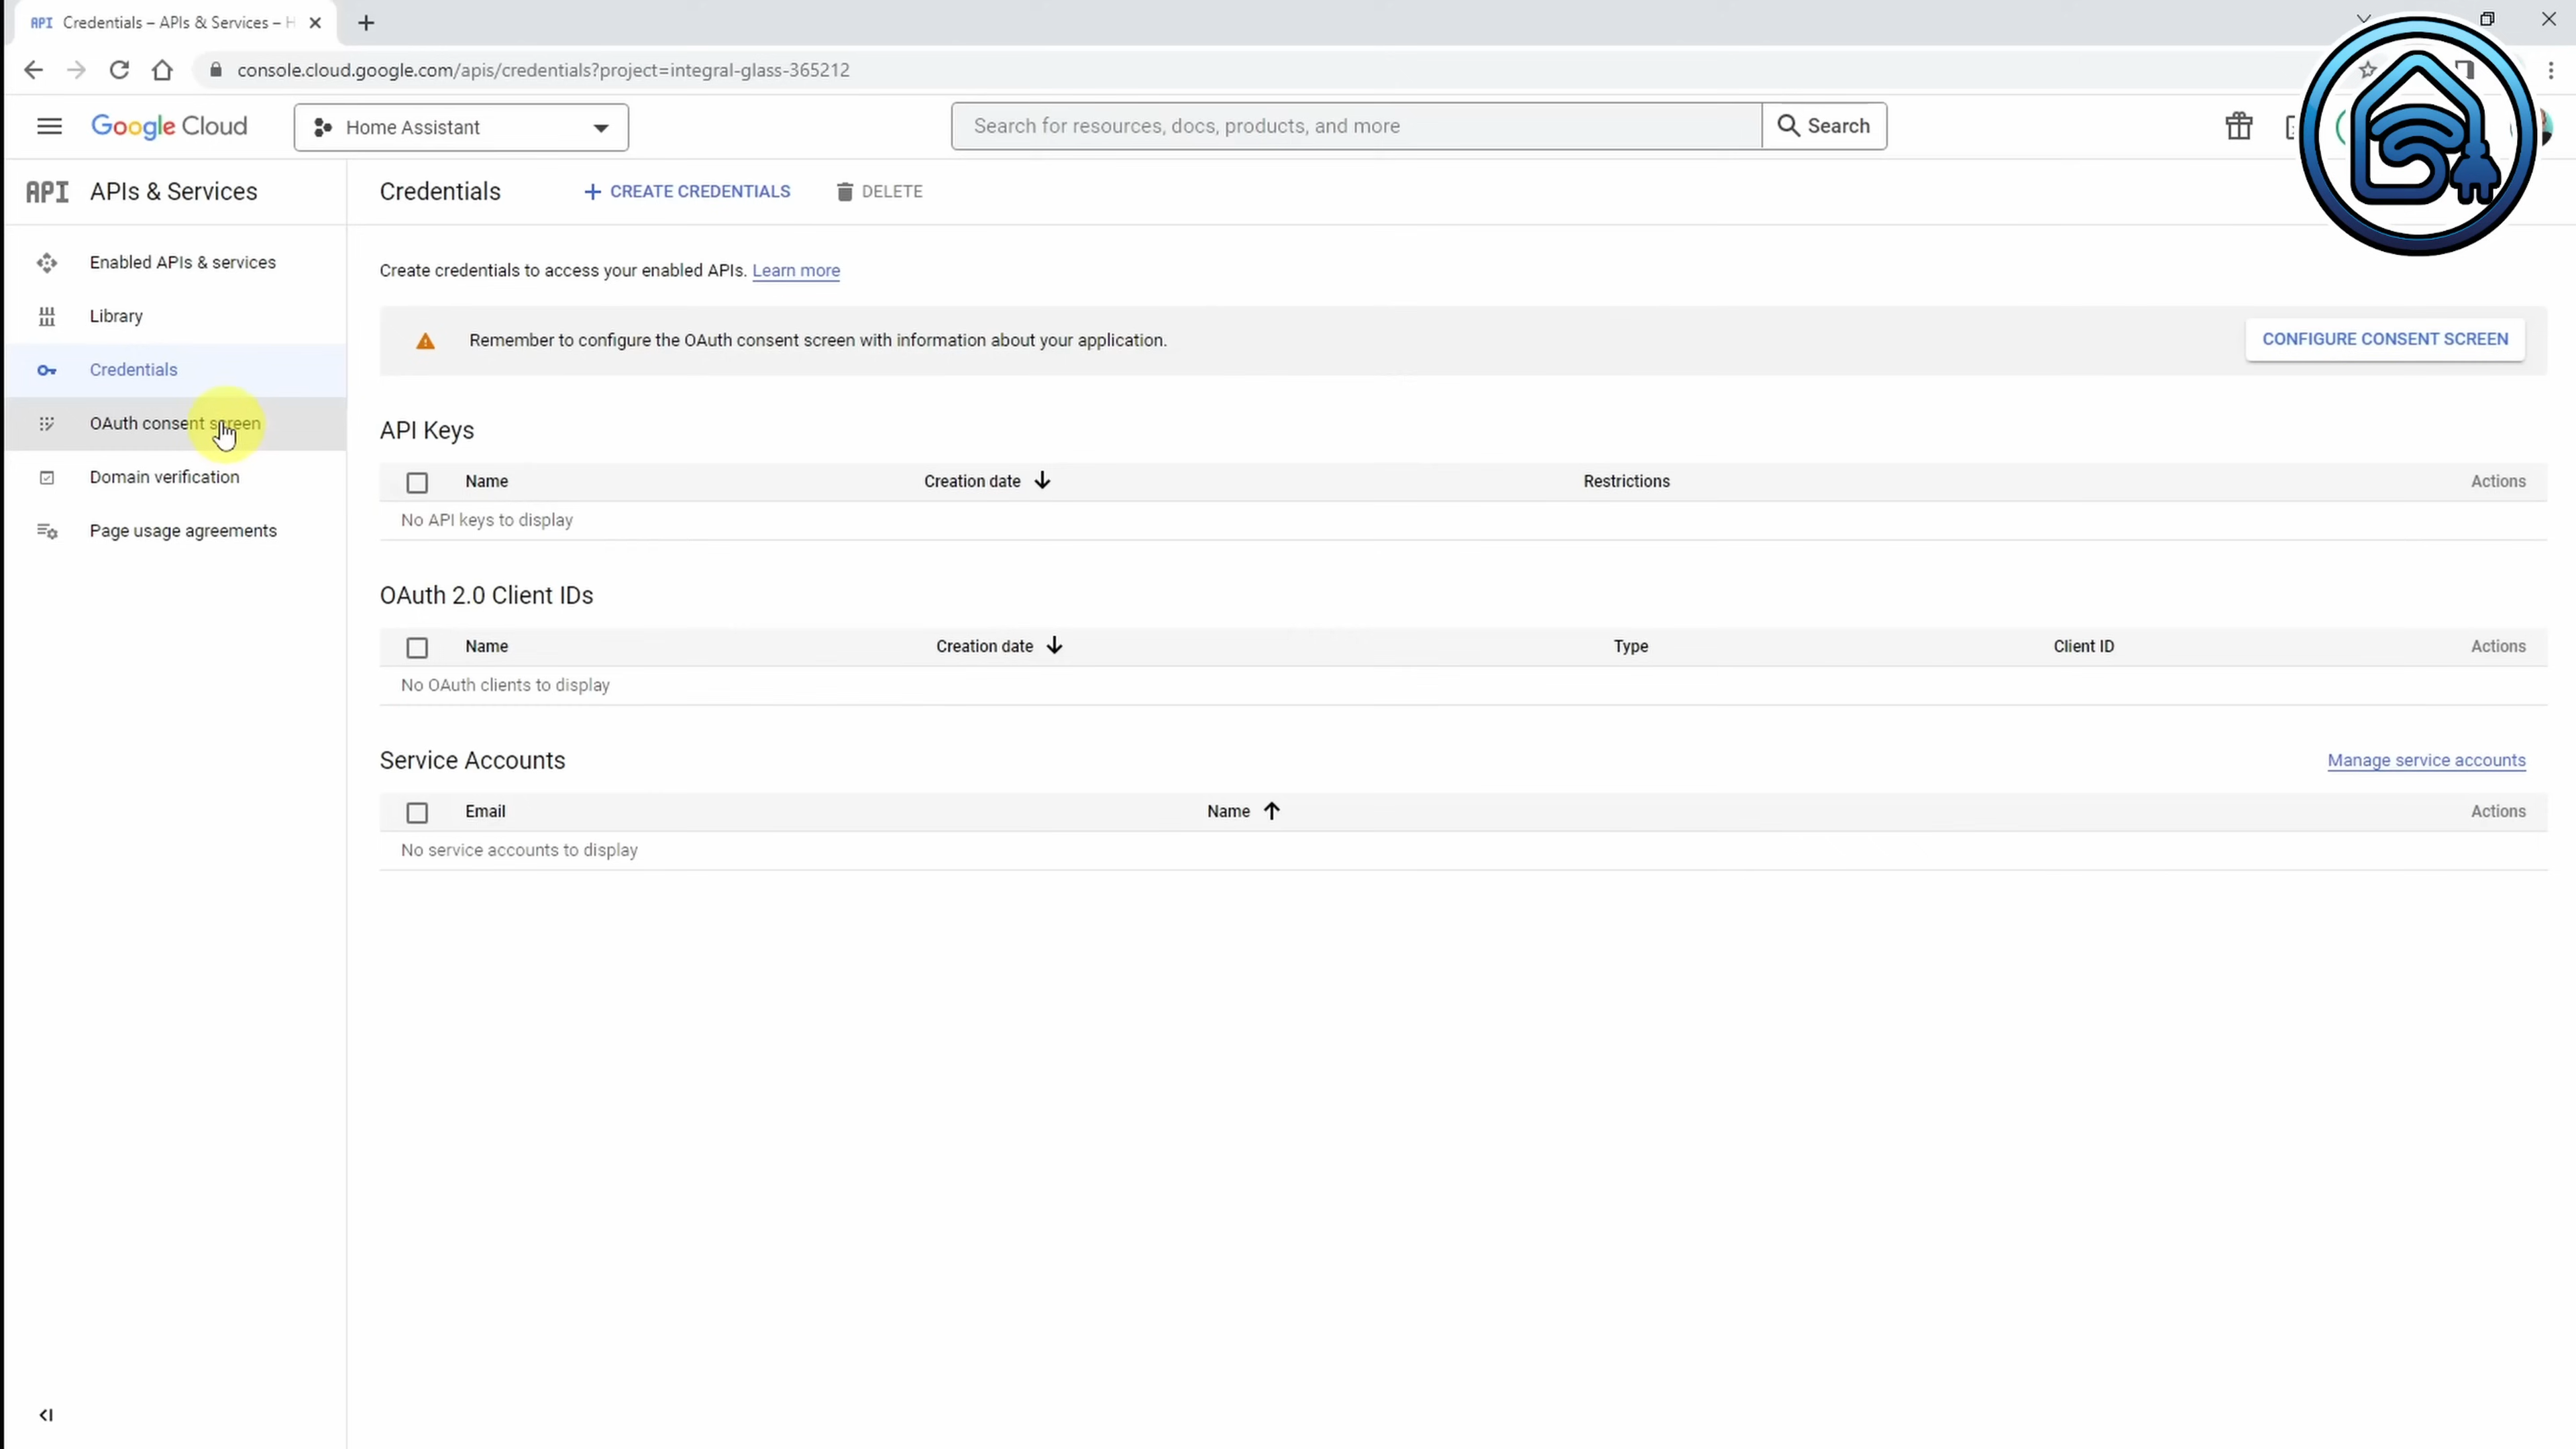 API Credentials – APIs & Services – H
console.cloud.google.com/apis/credentials?project=integral-glass-365212
Google Cloud
Home Assistant
Search for resources, docs, products, and more
Search
API APIs & Services
Credentials
CREATE CREDENTIALS
DELETE
Enabled APIs & services
Library
Credentials
OAuth consent screen
Domain verification
Page usage agreements
Create credentials to access your enabled APIs. Learn more
Remember to configure the OAuth consent screen with information about your application.
CONFIGURE CONSENT SCREEN
API Keys
Name Creation date Restrictions Actions
No API keys to display
OAuth 2.0 Client IDs
Name Creation date Type Client ID Actions
No OAuth clients to display
Service Accounts
Manage service accounts
Email Name Actions
No service accounts to display